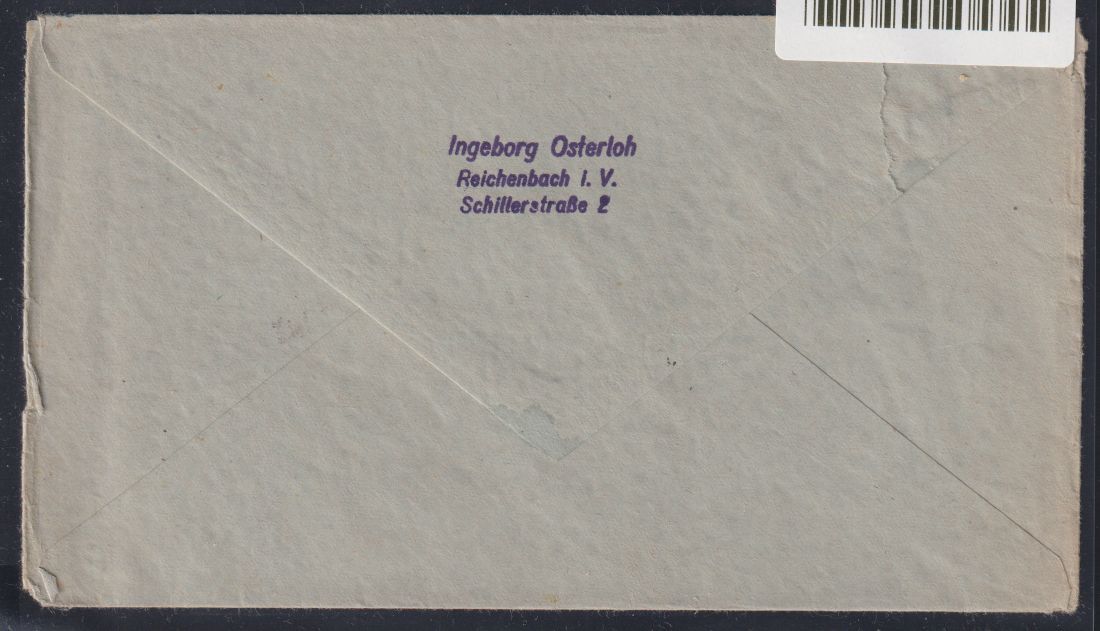 Ingeborg Osterloh
Reichenbach i. V.
Schillerstraße 2